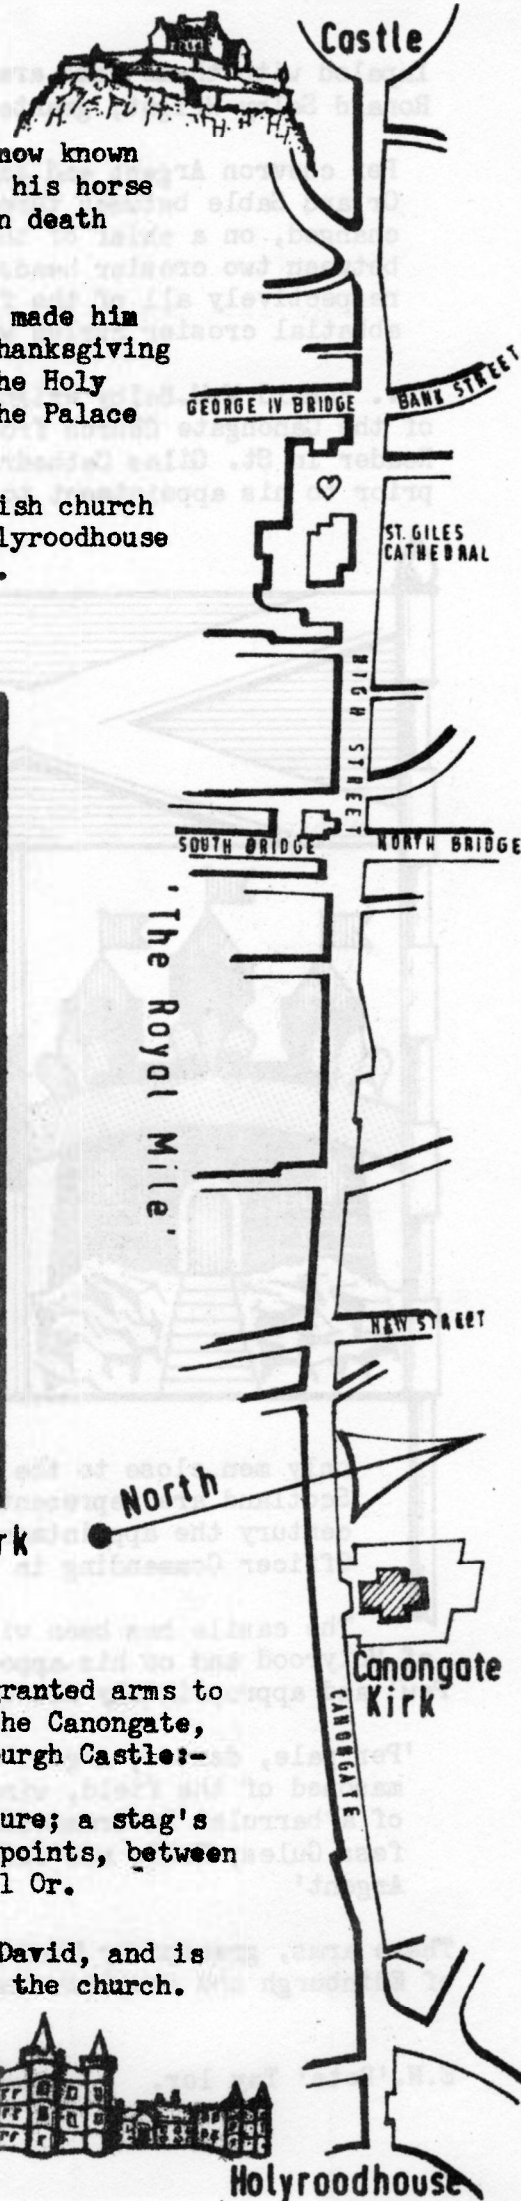 Castle
now known
his horse
n death
made him
hanksgiving
he Holy
he Palace
GEORGE IV BRIDGE
BANK STREET
ish church
lyroodhouse
.
ST. GILES
CATHEDRAL
HIGH STREET
SOUTH BRIDGE
NORTH BRIDGE
'The Royal Mile'
NEW STREET
North
rk
Canongate
Kirk
CANONGATE
granted arms to
he Canongate,
burgh Castle:-
ure; a stag's
points, between
l Or.
David, and is
the church.
Holyroodhouse